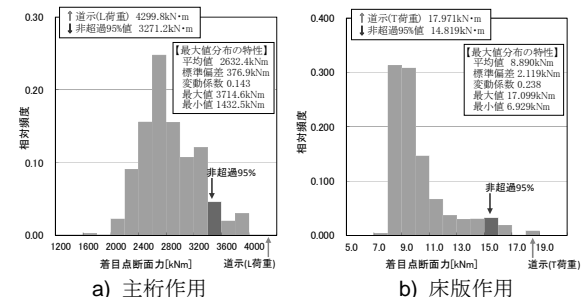 ↑道示(L荷重) 4299.8kN・m
↓非超過95%値 3271.2kN・m
【最大値分布の特性】
平均値 2632.4kNm
標準偏差 376.9kNm
変動係数 0.143
最大値 3714.6kNm
最小値 1432.5kNm
0.30
0.20
0.10
0.00
相対頻度
非超過95%
1200 1600 2000 2400 2800 3200 3600 4000
着目点断面力[kNm]
道示(L荷重)
a) 主桁作用
↑道示(T荷重) 17.971kN・m
↓非超過95%値 14.819kN・m
【最大値分布の特性】
平均値 8.890kNm
標準偏差 2.119kNm
変動係数 0.238
最大値 17.099kNm
最小値 6.929kNm
0.400
0.300
0.200
0.100
0.000
相対頻度
非超過95%
5.0 7.0 9.0 11.0 13.0 15.0 17.0 19.0
着目点断面力[kNm]
道示(T荷重)
b) 床版作用